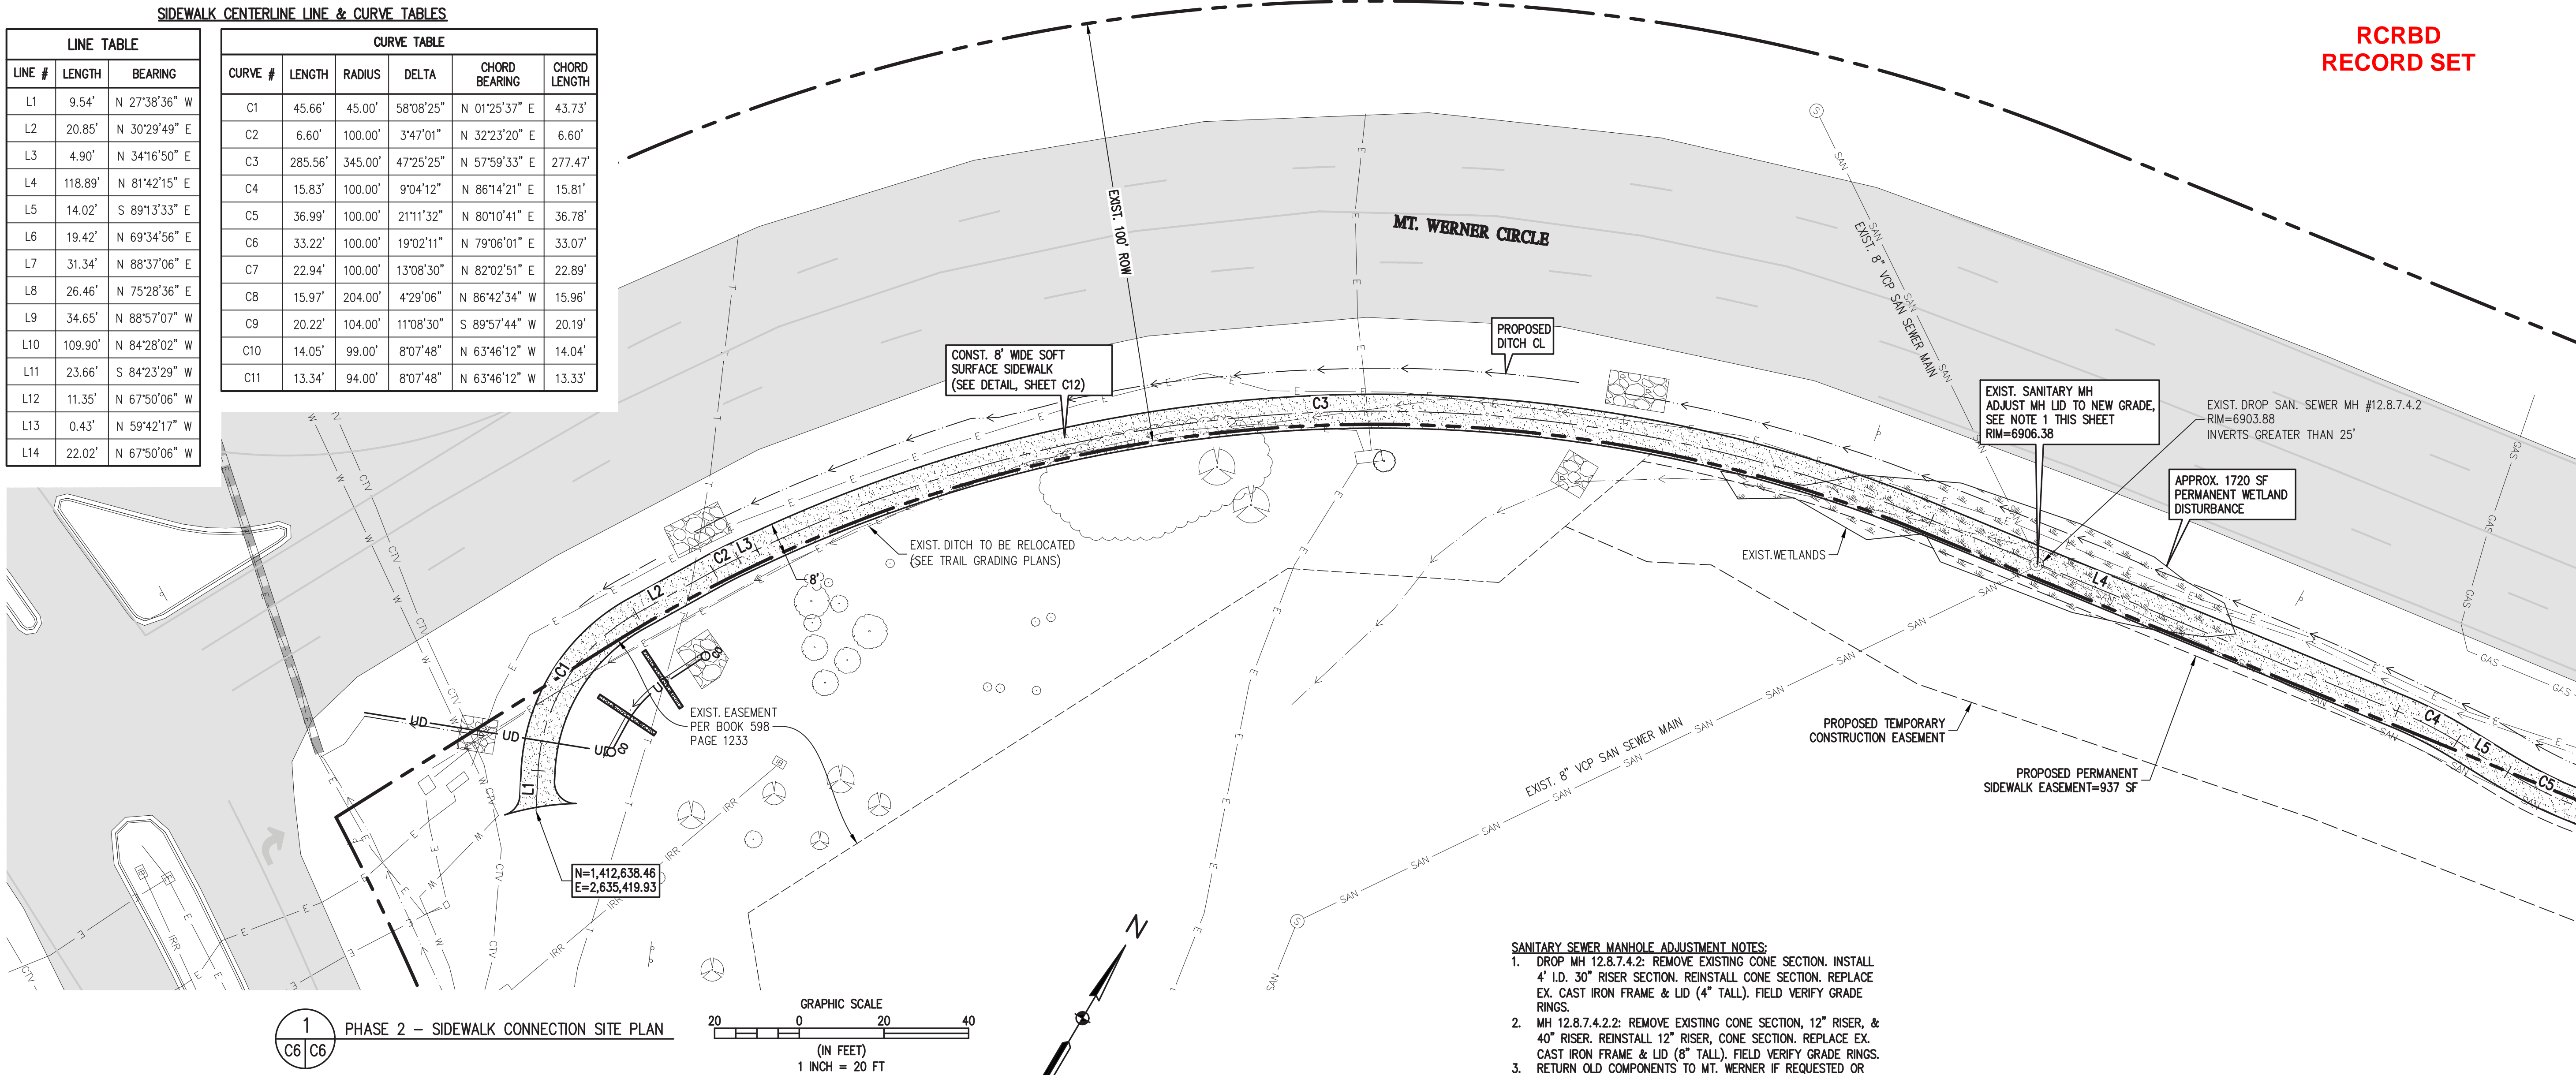 SIDEWALK CENTERLINE LINE & CURVE TABLES
LINE TABLE
LINE # LENGTH BEARING
L1 9.54' N 27°38'36" W
L2 20.85' N 30°29'49" E
L3 4.90' N 34°16'50" E
L4 118.89' N 81°42'15" E
L5 14.02' S 89°13'33" E
L6 19.42' N 69°34'56" E
L7 31.34' N 88°37'06" E
L8 26.46' N 75°28'36" E
L9 34.65' N 88°57'07" W
L10 109.90' N 84°28'02" W
L11 23.66' S 84°23'29" W
L12 11.35' N 67°50'06" W
L13 0.43' N 59°42'17" W
L14 22.02' N 67°50'06" W
CURVE TABLE
CURVE # LENGTH RADIUS DELTA CHORD BEARING CHORD LENGTH
C1 45.66' 45.00' 58°08'25" N 01°25'37" E 43.73'
C2 6.60' 100.00' 3°47'01" N 32°23'20" E 6.60'
C3 285.56' 345.00' 47°25'25" N 57°59'33" E 277.47'
C4 15.83' 100.00' 9°04'12" N 86°14'21" E 15.81'
C5 36.99' 100.00' 21°11'32" N 80°10'41" E 36.78'
C6 33.22' 100.00' 19°02'11" N 79°06'01" E 33.07'
C7 22.94' 100.00' 13°08'30" N 82°02'51" E 22.89'
C8 15.97' 204.00' 4°29'06" N 86°42'34" W 15.96'
C9 20.22' 104.00' 11°08'30" S 89°57'44" W 20.19'
C10 14.05' 99.00' 8°07'48" N 63°46'12" W 14.04'
C11 13.34' 94.00' 8°07'48" N 63°46'12" W 13.33'
RCRBD
RECORD SET
EXIST. 100' ROW
MT. WERNER CIRCLE
EXIST. 8" VCP SAN SEWER MAIN
PROPOSED
DITCH CL
CONST. 8' WIDE SOFT
SURFACE SIDEWALK
(SEE DETAIL, SHEET C12)
C3
EXIST. SANITARY MH
ADJUST MH LID TO NEW GRADE,
SEE NOTE 1 THIS SHEET
RIM=6906.38
EXIST. DROP SAN. SEWER MH #12.8.7.4.2
RIM=6903.88
INVERTS GREATER THAN 25'
APPROX. 1720 SF
PERMANENT WETLAND
DISTURBANCE
EXIST.WETLANDS
EXIST. DITCH TO BE RELOCATED
(SEE TRAIL GRADING PLANS)
8'
L3
C2
L2
C1
L1
L4
C4
L5
C5
UD
UD
UD
EXIST. EASEMENT
PER BOOK 598
PAGE 1233
N=1,412,638.46
E=2,635,419.93
EXIST. 8" VCP SAN SEWER MAIN
PROPOSED TEMPORARY
CONSTRUCTION EASEMENT
PROPOSED PERMANENT
SIDEWALK EASEMENT=937 SF
N
1
C6 C6
PHASE 2 – SIDEWALK CONNECTION SITE PLAN
GRAPHIC SCALE
20 0 20 40
(IN FEET)
1 INCH = 20 FT
SANITARY SEWER MANHOLE ADJUSTMENT NOTES:
1. DROP MH 12.8.7.4.2: REMOVE EXISTING CONE SECTION. INSTALL
4' I.D. 30" RISER SECTION. REINSTALL CONE SECTION. REPLACE
EX. CAST IRON FRAME & LID (4" TALL). FIELD VERIFY GRADE
RINGS.
2. MH 12.8.7.4.2.2: REMOVE EXISTING CONE SECTION, 12" RISER, &
40" RISER. REINSTALL 12" RISER, CONE SECTION. REPLACE EX.
CAST IRON FRAME & LID (8" TALL). FIELD VERIFY GRADE RINGS.
3. RETURN OLD COMPONENTS TO MT. WERNER IF REQUESTED OR